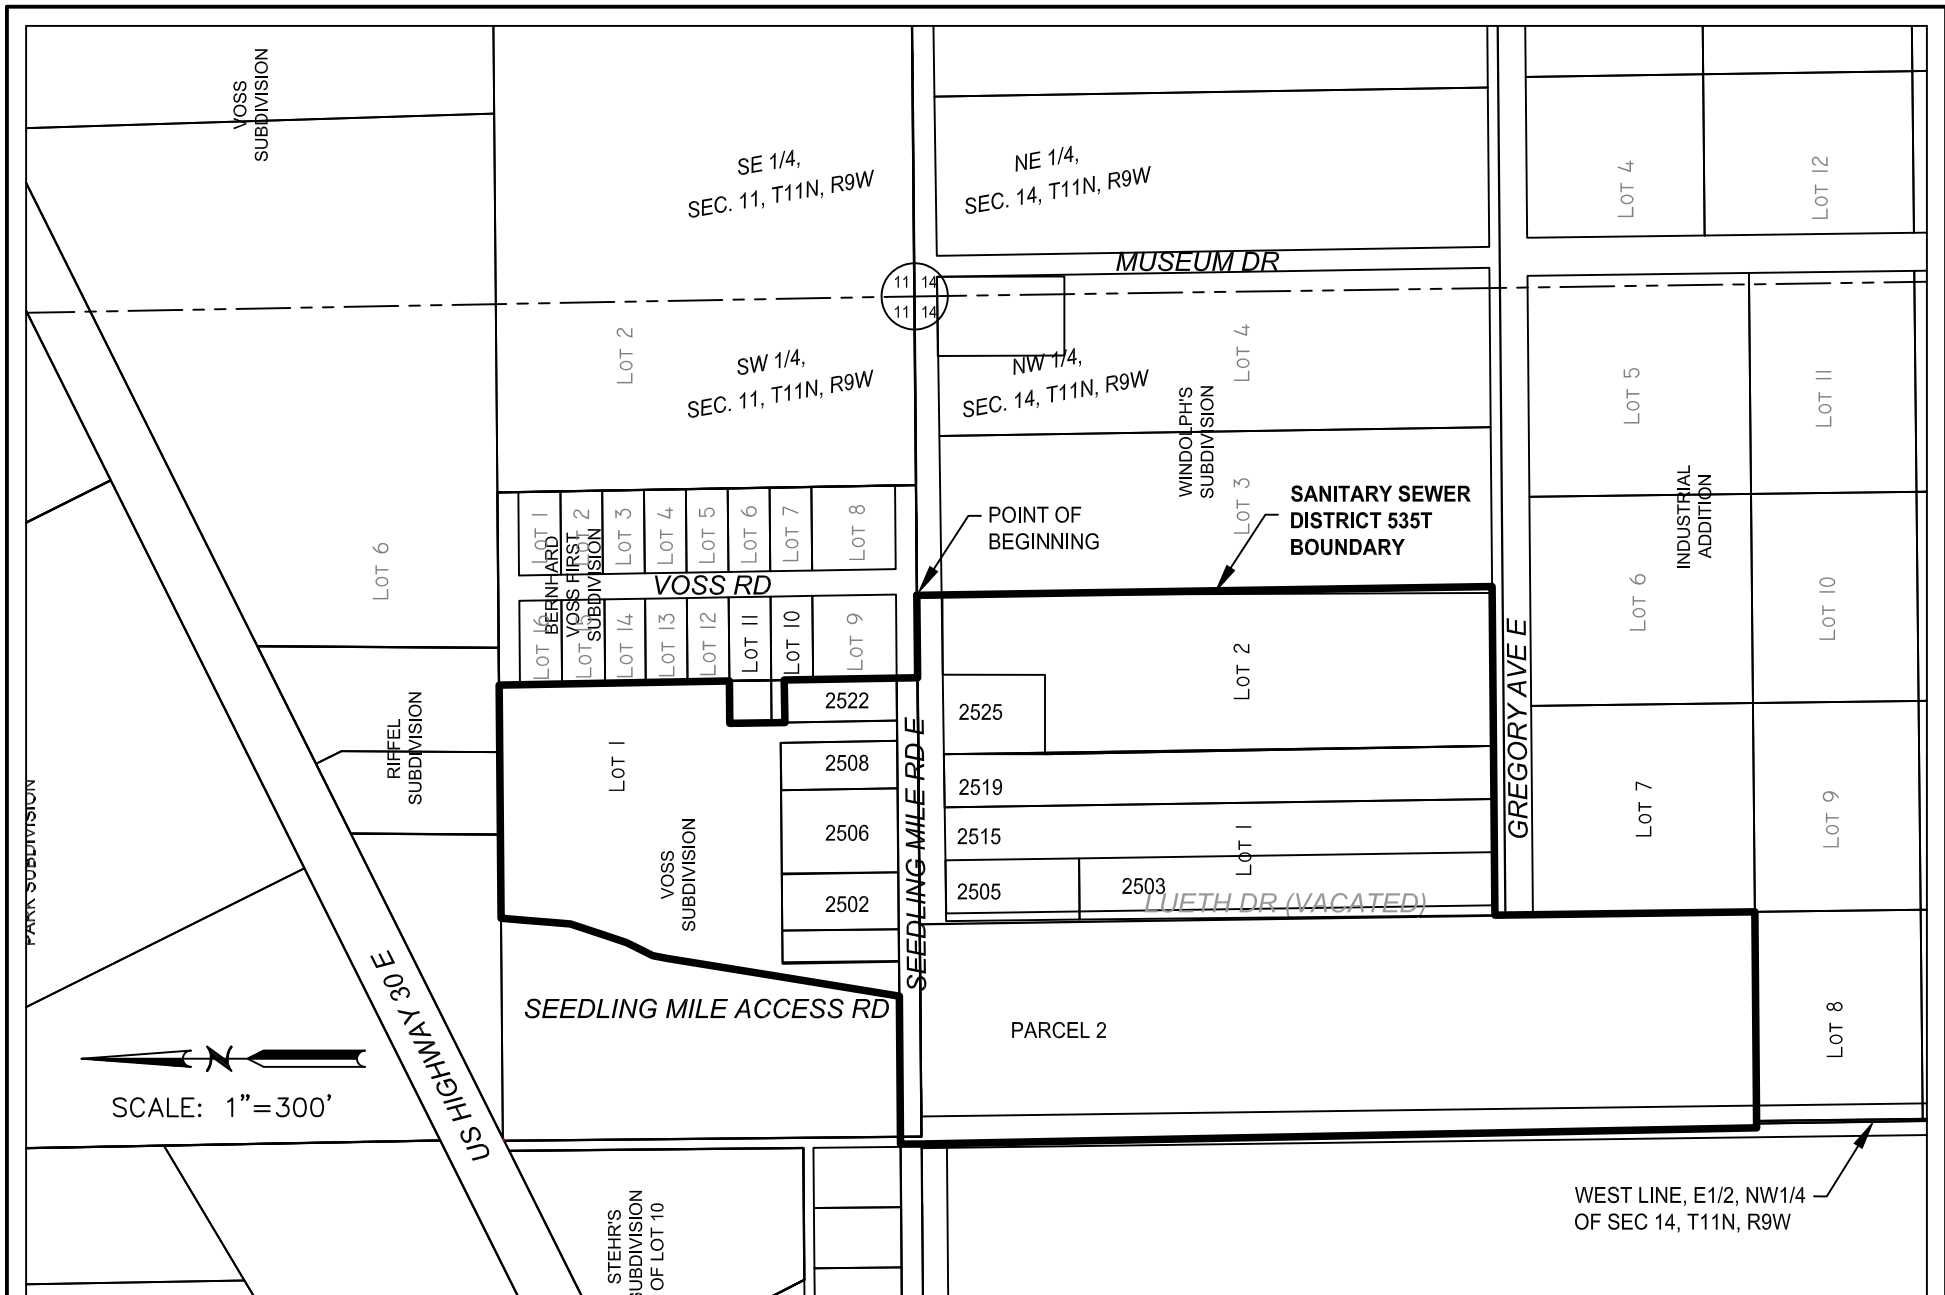 VOSS
SUBDIVISION
SE 1/4,
SEC. 11, T11N, R9W
NE 1/4,
SEC. 14, T11N, R9W
LOT 4
LOT 12
MUSEUM DR
11 14
11 14
LOT 2
SW 1/4,
SEC. 11, T11N, R9W
NW 1/4,
SEC. 14, T11N, R9W
LOT 4
WINDOLPH'S
SUBDIVISION
LOT 3
LOT 5
LOT 11
INDUSTRIAL
ADDITION
SANITARY SEWER
DISTRICT 535T
BOUNDARY
POINT OF
BEGINNING
LOT 6
LOT 1
LOT 2
LOT 3
LOT 4
LOT 5
LOT 6
LOT 7
LOT 8
BERNHARD
VOSS FIRST
SUBDIVISION
VOSS RD
LOT 16
LOT 15
LOT 14
LOT 13
LOT 12
LOT 11
LOT 10
LOT 9
LOT 6
LOT 10
LOT 2
GREGORY AVE E
RIFFEL
SUBDIVISION
LOT 1
VOSS
SUBDIVISION
2522
2508
2506
2502
SEEDLING MILE RD E
2525
2519
2515
2505
2503
LOT 1
LUETH DR (VACATED)
LOT 7
LOT 9
PARK SUBDIVISION
US HIGHWAY 30 E
SEEDLING MILE ACCESS RD
PARCEL 2
LOT 8
N
SCALE: 1"=300'
STEHR'S
SUBDIVISION
OF LOT 10
WEST LINE, E1/2, NW1/4
OF SEC 14, T11N, R9W